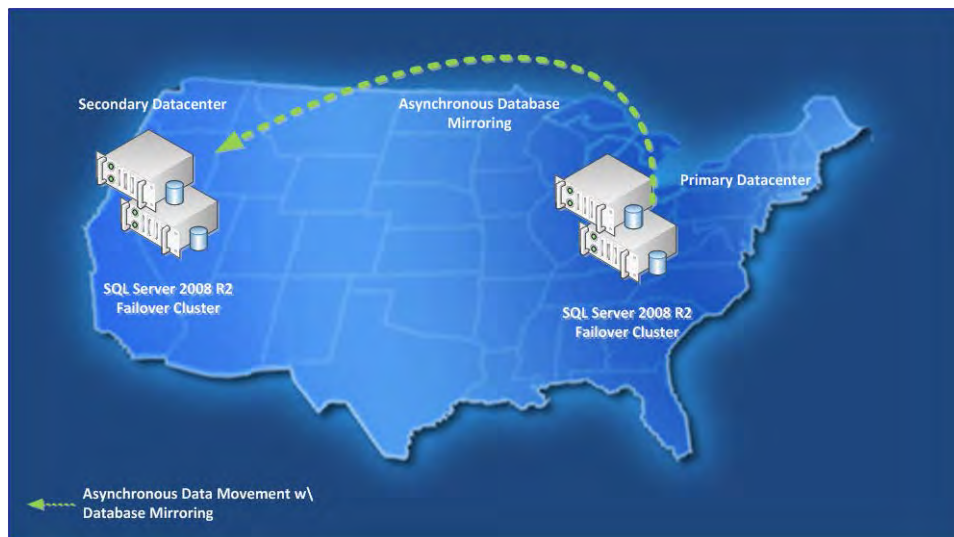 Secondary Datacenter
Asynchronous Database
Mirroring
Primary Datacenter
SQL Server 2008 R2
Failover Cluster
SQL Server 2008 R2
Failover Cluster
Asynchronous Data Movement w\
Database Mirroring